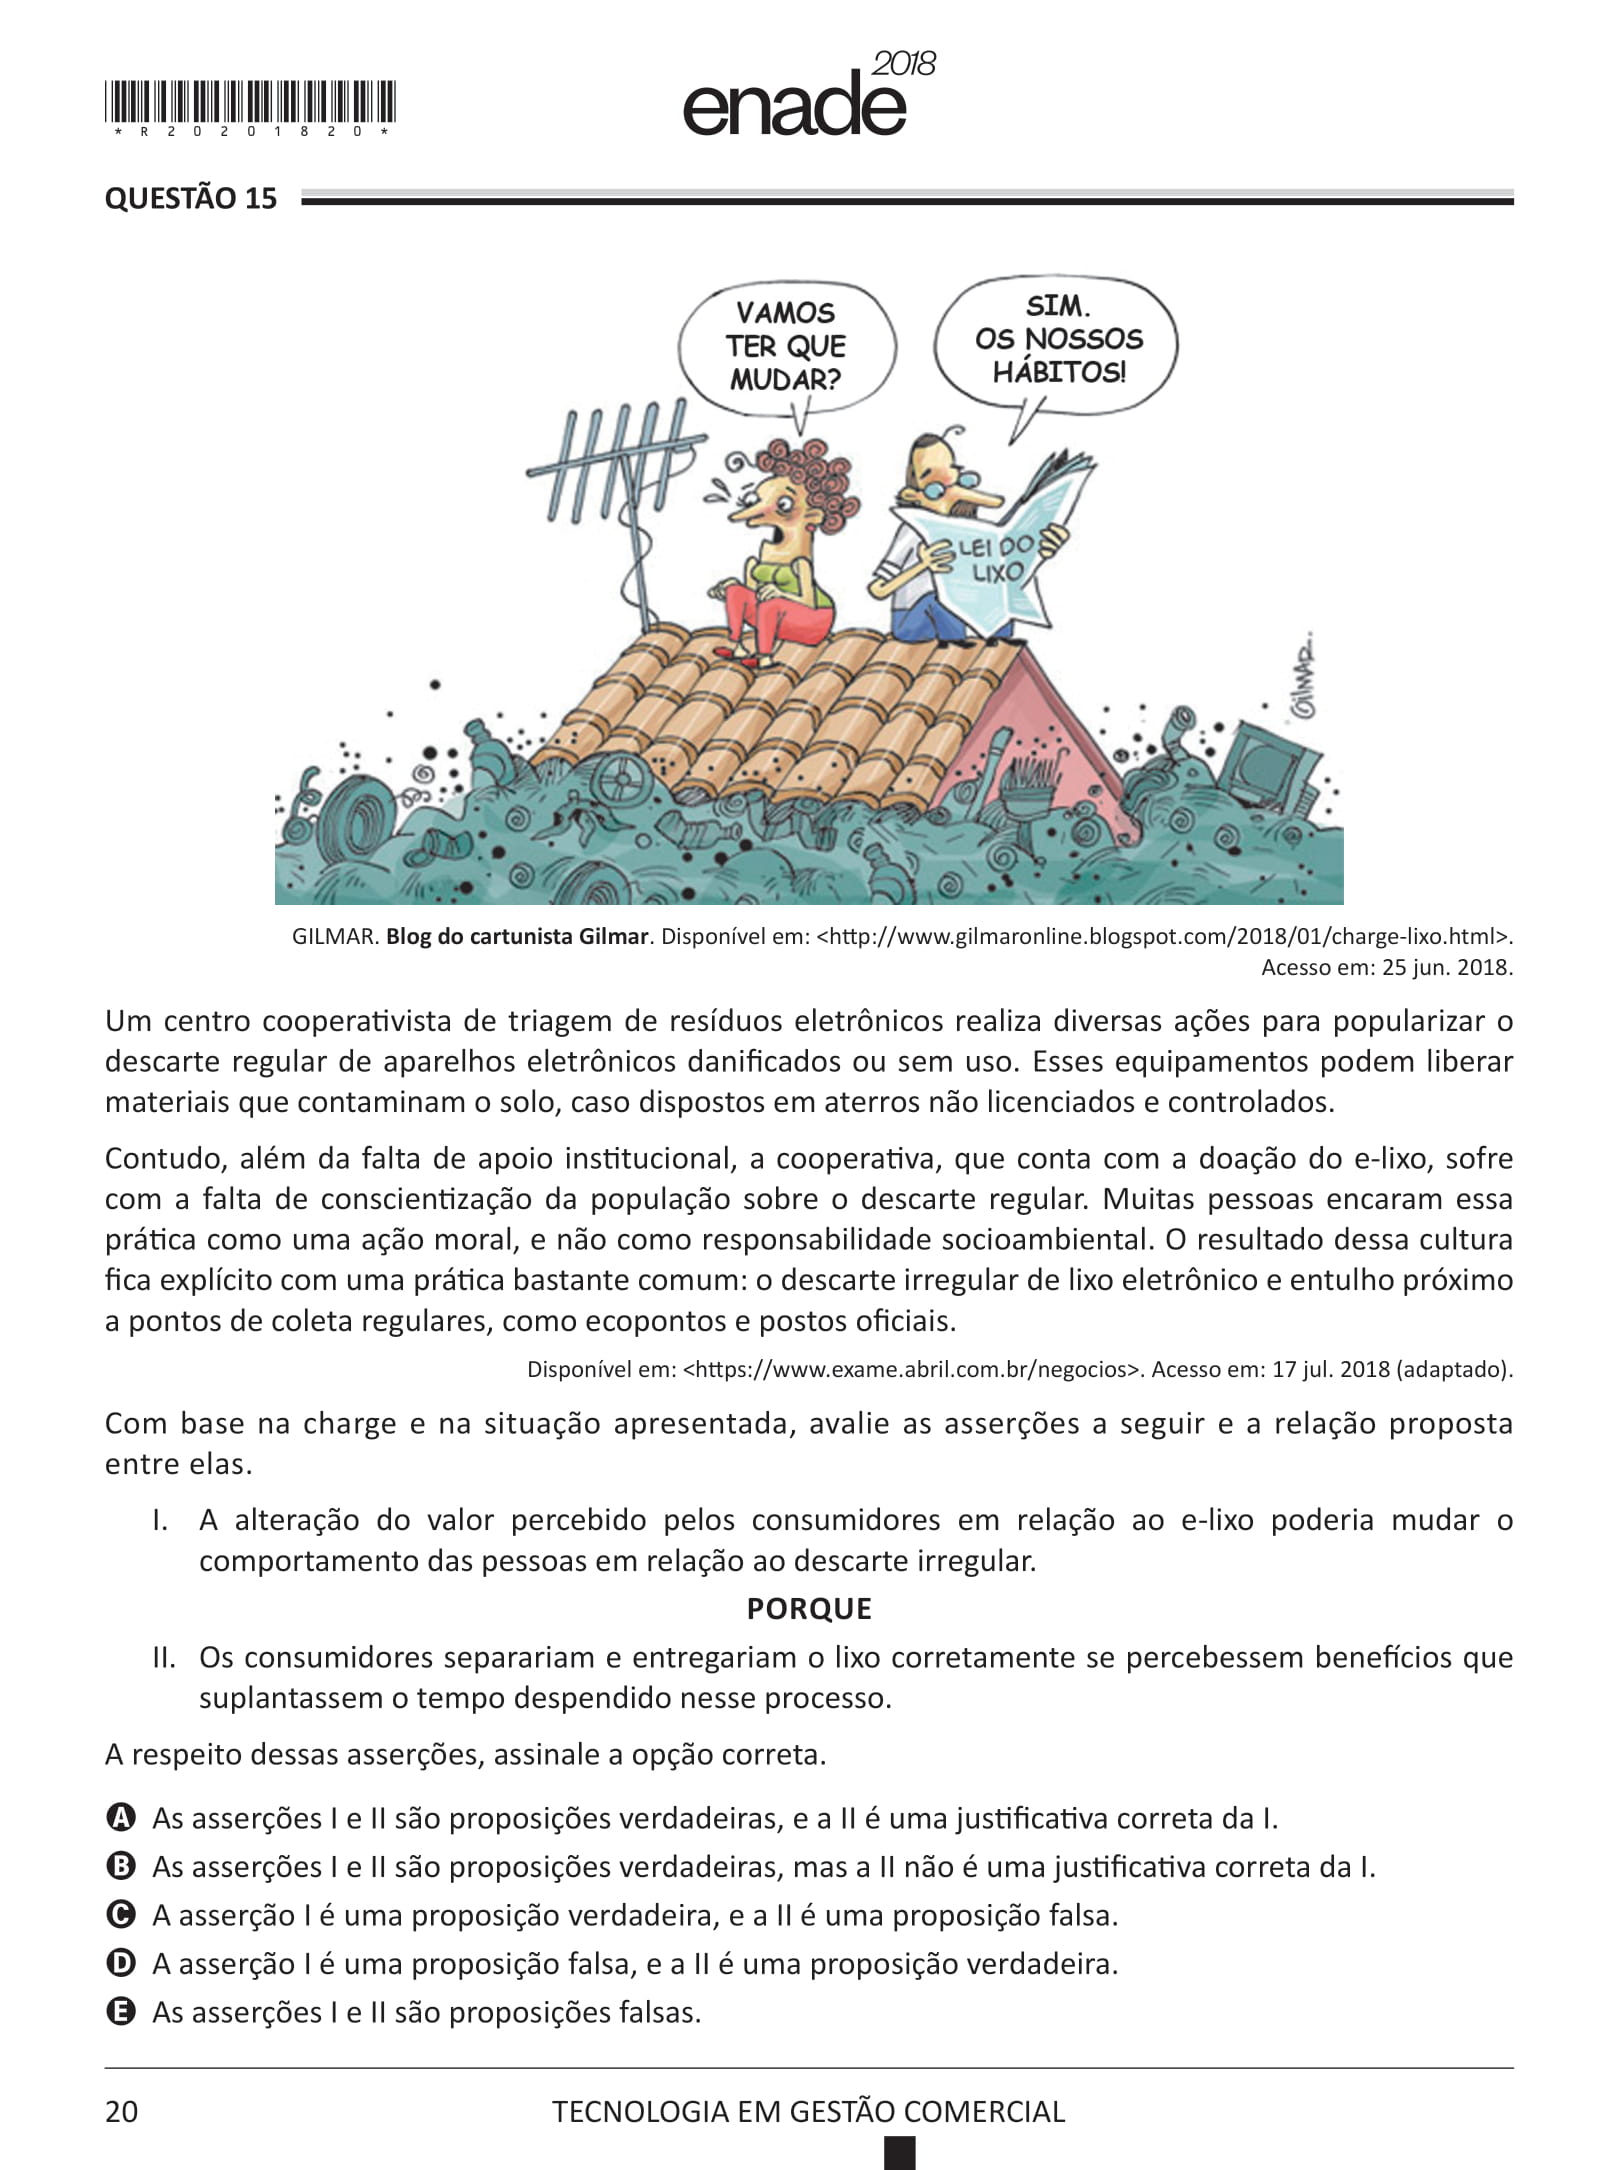 enade 2018
*R20201820*
QUESTÃO 15
VAMOS
TER QUE
MUDAR?
SIM.
OS NOSSOS
HÁBITOS!
LEI DO
LIXO
GILMAR.
GILMAR. Blog do cartunista Gilmar. Disponível em: <http://www.gilmaronline.blogspot.com/2018/01/charge-lixo.html>.
Acesso em: 25 jun. 2018.
Um centro cooperativista de triagem de resíduos eletrônicos realiza diversas ações para popularizar o
descarte regular de aparelhos eletrônicos danificados ou sem uso. Esses equipamentos podem liberar
materiais que contaminam o solo, caso dispostos em aterros não licenciados e controlados.
Contudo, além da falta de apoio institucional, a cooperativa, que conta com a doação do e-lixo, sofre
com a falta de conscientização da população sobre o descarte regular. Muitas pessoas encaram essa
prática como uma ação moral, e não como responsabilidade socioambiental. O resultado dessa cultura
fica explícito com uma prática bastante comum: o descarte irregular de lixo eletrônico e entulho próximo
a pontos de coleta regulares, como ecopontos e postos oficiais.
Disponível em: <https://www.exame.abril.com.br/negocios>. Acesso em: 17 jul. 2018 (adaptado).
Com base na charge e na situação apresentada, avalie as asserções a seguir e a relação proposta
entre elas.
I. A alteração do valor percebido pelos consumidores em relação ao e-lixo poderia mudar o
comportamento das pessoas em relação ao descarte irregular.
PORQUE
II. Os consumidores separariam e entregariam o lixo corretamente se percebessem benefícios que
suplantassem o tempo despendido nesse processo.
A respeito dessas asserções, assinale a opção correta.
A As asserções I e II são proposições verdadeiras, e a II é uma justificativa correta da I.
B As asserções I e II são proposições verdadeiras, mas a II não é uma justificativa correta da I.
C A asserção I é uma proposição verdadeira, e a II é uma proposição falsa.
D A asserção I é uma proposição falsa, e a II é uma proposição verdadeira.
E As asserções I e II são proposições falsas.
20 TECNOLOGIA EM GESTÃO COMERCIAL